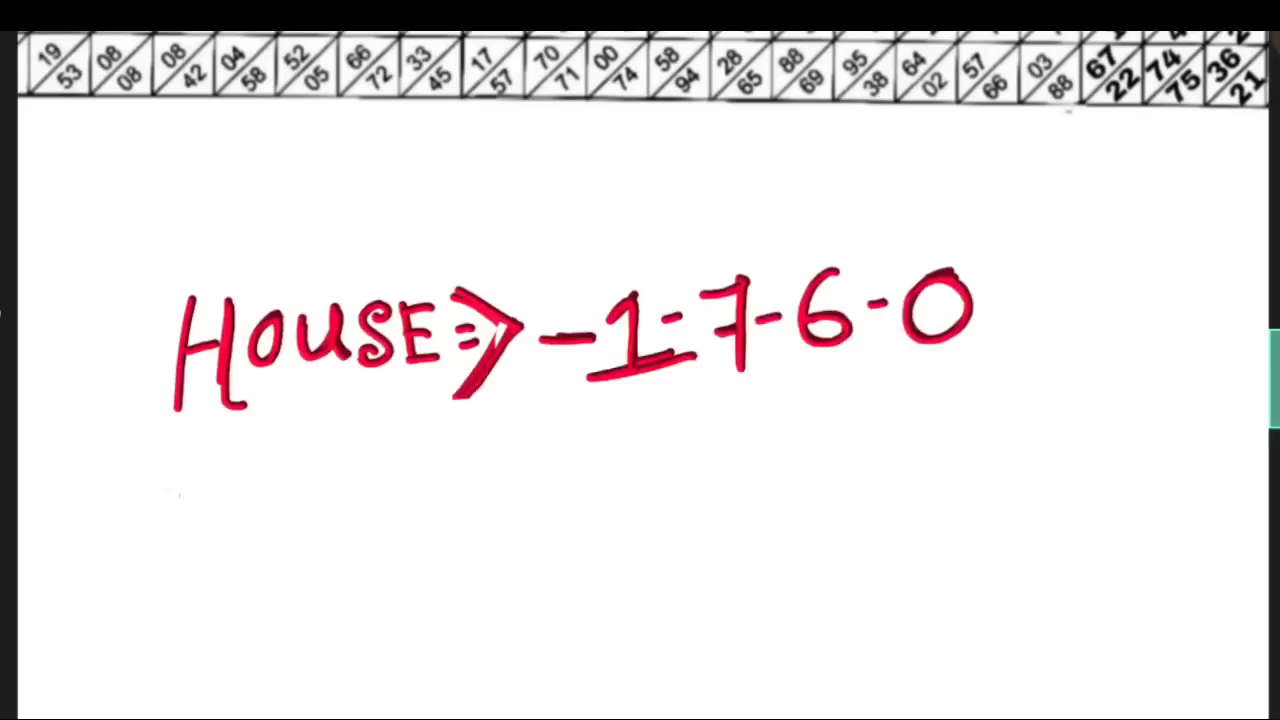 19 08 08 04 52 66 33 17 70 00 58 28 88 95 64 57 03 67 74 36
53 08 42 58 05 72 45 57 71 74 94 65 69 38 02 66 88 22 75 21
HOUSE => -1-7-6-0